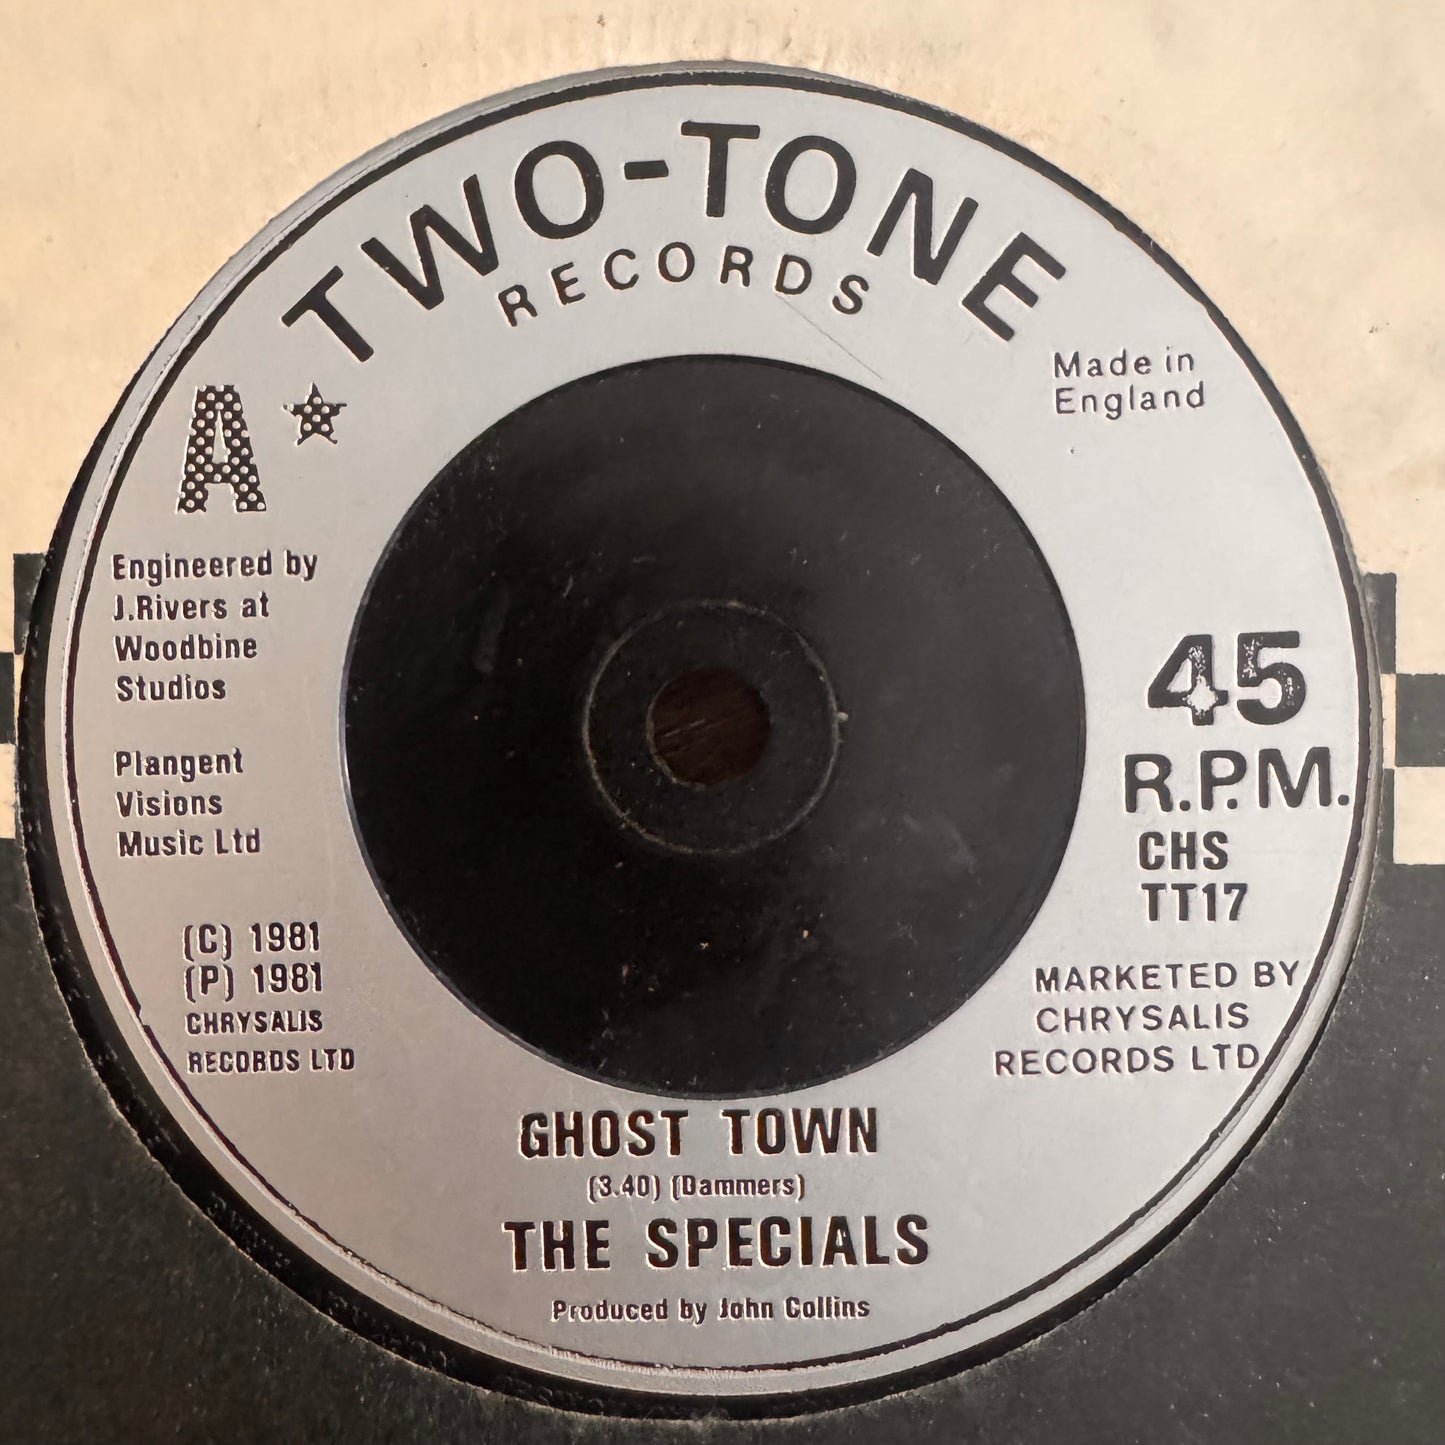 TWO-TONE
RECORDS
A
Made in
England
Engineered by
J.Rivers at
Woodbine
Studios
Plangent
Visions
Music Ltd
(C) 1981
(P) 1981
CHRYSALIS
RECORDS LTD
45
R.P.M.
CHS
TT17
MARKETED BY
CHRYSALIS
RECORDS LTD
GHOST TOWN
(3.40) (Dammers)
THE SPECIALS
Produced by John Collins